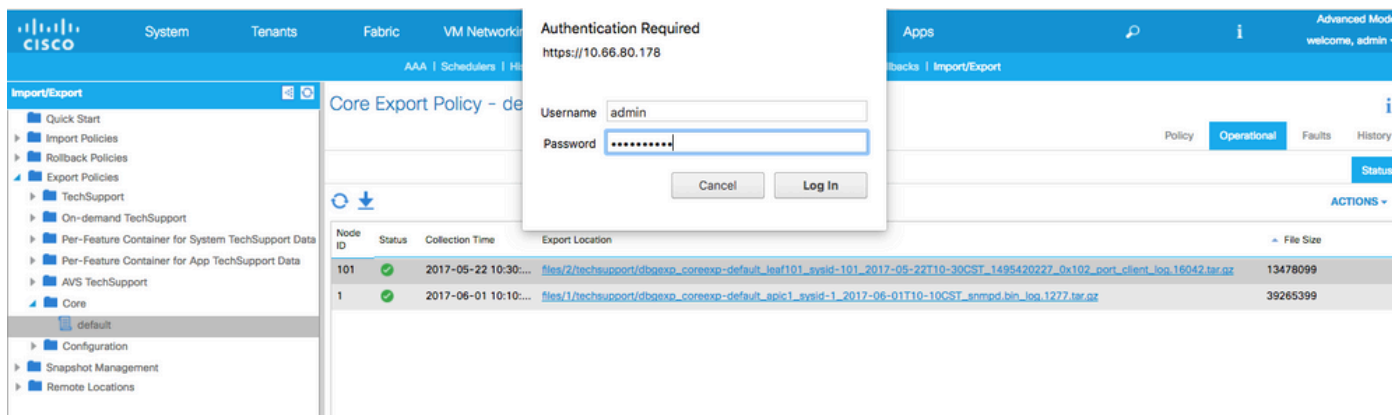 CISCO
System Tenants Fabric VM Networkin Apps i Advanced Mode
welcome, admin
AAA | Schedulers | His llbacks | Import/Export
Authentication Required
https://10.66.80.178
Username admin
Password ••••••••••
Cancel Log In
Import/Export
Quick Start
Import Policies
Rollback Policies
Export Policies
TechSupport
On-demand TechSupport
Per-Feature Container for System TechSupport Data
Per-Feature Container for App TechSupport Data
AVS TechSupport
Core
default
Configuration
Snapshot Management
Remote Locations
Core Export Policy - de
i
Policy Operational Faults History
Status
ACTIONS
Node ID Status Collection Time Export Location File Size
101 2017-05-22 10:30:... files/2/techsupport/dbgexp_coreexp-default_leaf101_sysid-101_2017-05-22T10-30CST_1495420227_0x102_port_client_log.16042.tar.gz 13478099
1 2017-06-01 10:10:... files/1/techsupport/dbgexp_coreexp-default_apic1_sysid-1_2017-06-01T10-10CST_snmpd.bin_log.1277.tar.gz 39265399